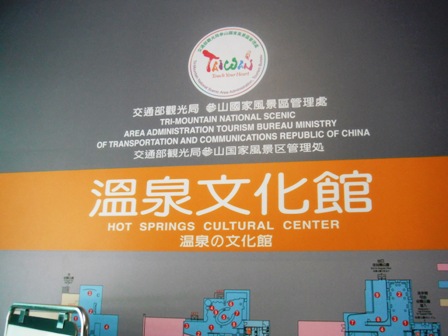 TAIWAN
Touch Your Heart
交通部觀光局 參山國家風景區管理處
TRI-MOUNTAIN NATIONAL SCENIC
AREA ADMINISTRATION TOURISM BUREAU MINISTRY
OF TRANSPORTATION AND COMMUNICATIONS REPUBLIC OF CHINA
交通部観光局參山国家風景区管理処
溫泉文化館
HOT SPRINGS CULTURAL CENTER
温泉の文化館